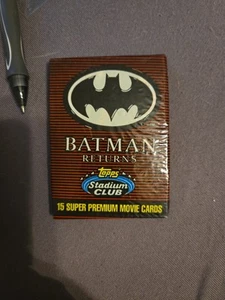 BATMAN
RETURNS
Topps
Stadium
CLUB
15 SUPER PREMIUM MOVIE CARDS